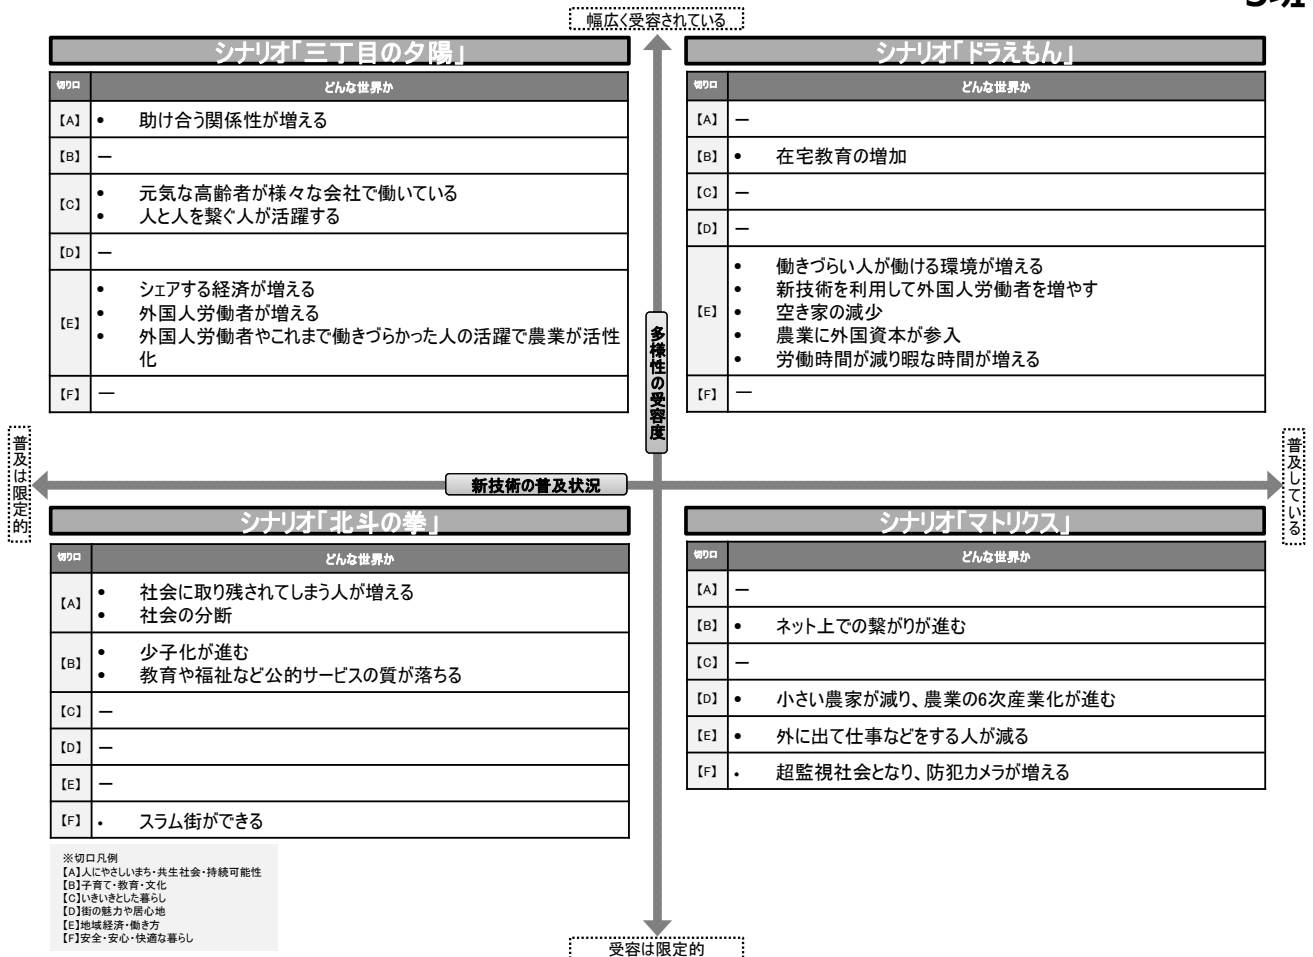 幅広く受容されている
シナリオ「三丁目の夕陽」
切り口 どんな世界か
【A】 • 助け合う関係性が増える
【B】 ー
【C】 • 元気な高齢者が様々な会社で働いている
• 人と人を繋ぐ人が活躍する
【D】 ー
【E】 • シェアする経済が増える
• 外国人労働者が増える
• 外国人労働者やこれまで働きづらかった人の活躍で農業が活性
化
【F】 ー
シナリオ「ドラえもん」
切り口 どんな世界か
【A】 ー
【B】 • 在宅教育の増加
【C】 ー
【D】 ー
【E】 • 働きづらい人が働ける環境が増える
• 新技術を利用して外国人労働者を増やす
• 空き家の減少
• 農業に外国資本が参入
• 労働時間が減り暇な時間が増える
【F】 ー
多様性の受容度
普及は限定的
新技術の普及状況
普及している
シナリオ「北斗の拳」
切り口 どんな世界か
【A】 • 社会に取り残されてしまう人が増える
• 社会の分断
【B】 • 少子化が進む
• 教育や福祉など公的サービスの質が落ちる
【C】 ー
【D】 ー
【E】 ー
【F】 • スラム街ができる
シナリオ「マトリクス」
切り口 どんな世界か
【A】 ー
【B】 • ネット上での繋がりが進む
【C】 ー
【D】 • 小さい農家が減り、農業の6次産業化が進む
【E】 • 外に出て仕事などをする人が減る
【F】 • 超監視社会となり、防犯カメラが増える
※切口凡例
【A】人にやさしいまち・共生社会・持続可能性
【B】子育て・教育・文化
【C】いきいきとした暮らし
【D】街の魅力や居心地
【E】地域経済・働き方
【F】安全・安心・快適な暮らし
受容は限定的